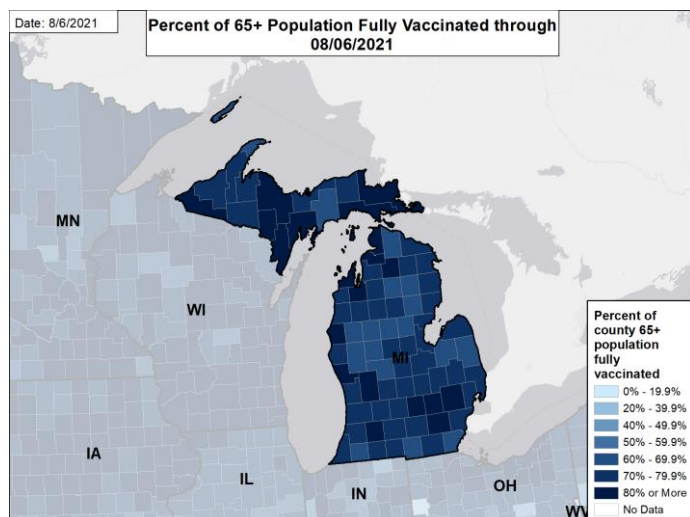 Date: 8/6/2021
Percent of 65+ Population Fully Vaccinated through
08/06/2021
MN
WI
MI
IA
IL
IN
OH
WV
Percent of
county 65+
population
fully
vaccinated
0% - 19.9%
20% - 39.9%
40% - 49.9%
50% - 59.9%
60% - 69.9%
70% - 79.9%
80% or More
No Data